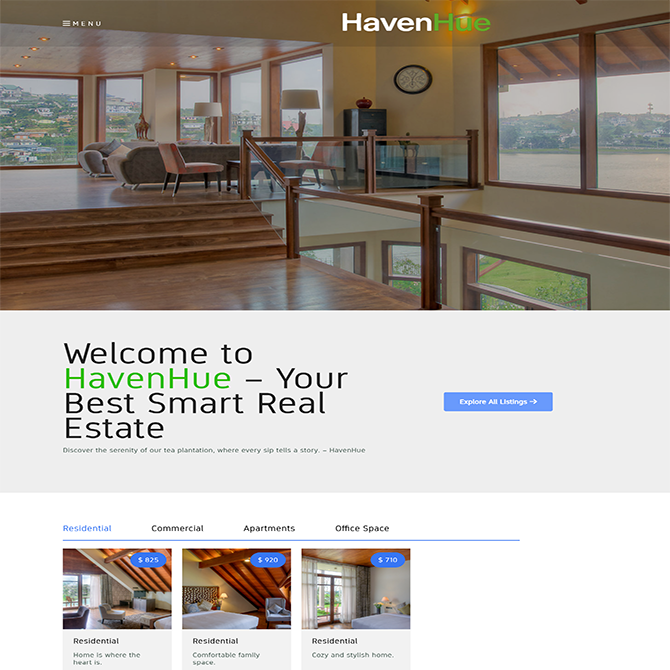 MENU
HavenHue
Welcome to
HavenHue – Your
Best Smart Real
Estate
Explore All Listings →
Discover the serenity of our tea plantation, where every sip tells a story. – HavenHue
Residential
Commercial
Apartments
Office Space
$ 825
$ 920
$ 710
Residential
Home is where the
heart is.
Residential
Comfortable family
space.
Residential
Cozy and stylish home.